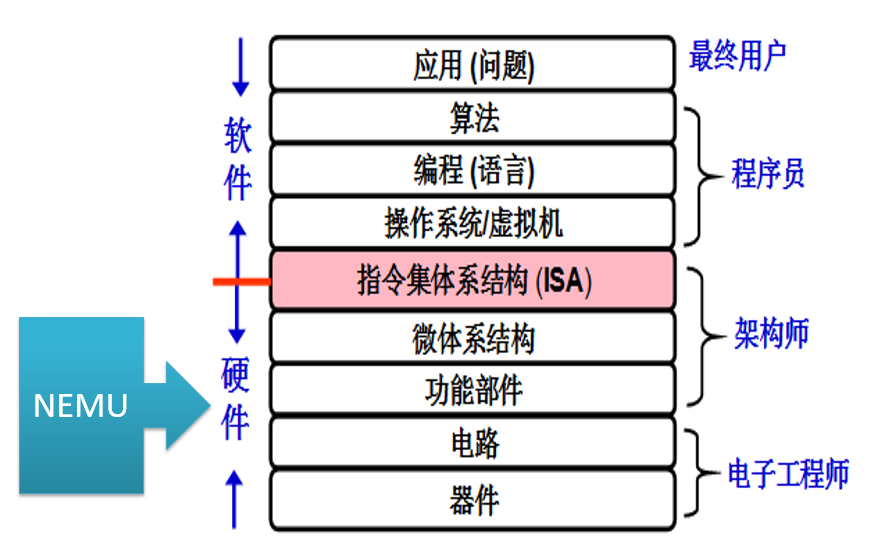 应用 (问题)
最终用户
算法
编程 (语言)
操作系统/虚拟机
程序员
软件
指令集体系结构 (ISA)
微体系结构
功能部件
架构师
硬件
NEMU
电路
器件
电子工程师